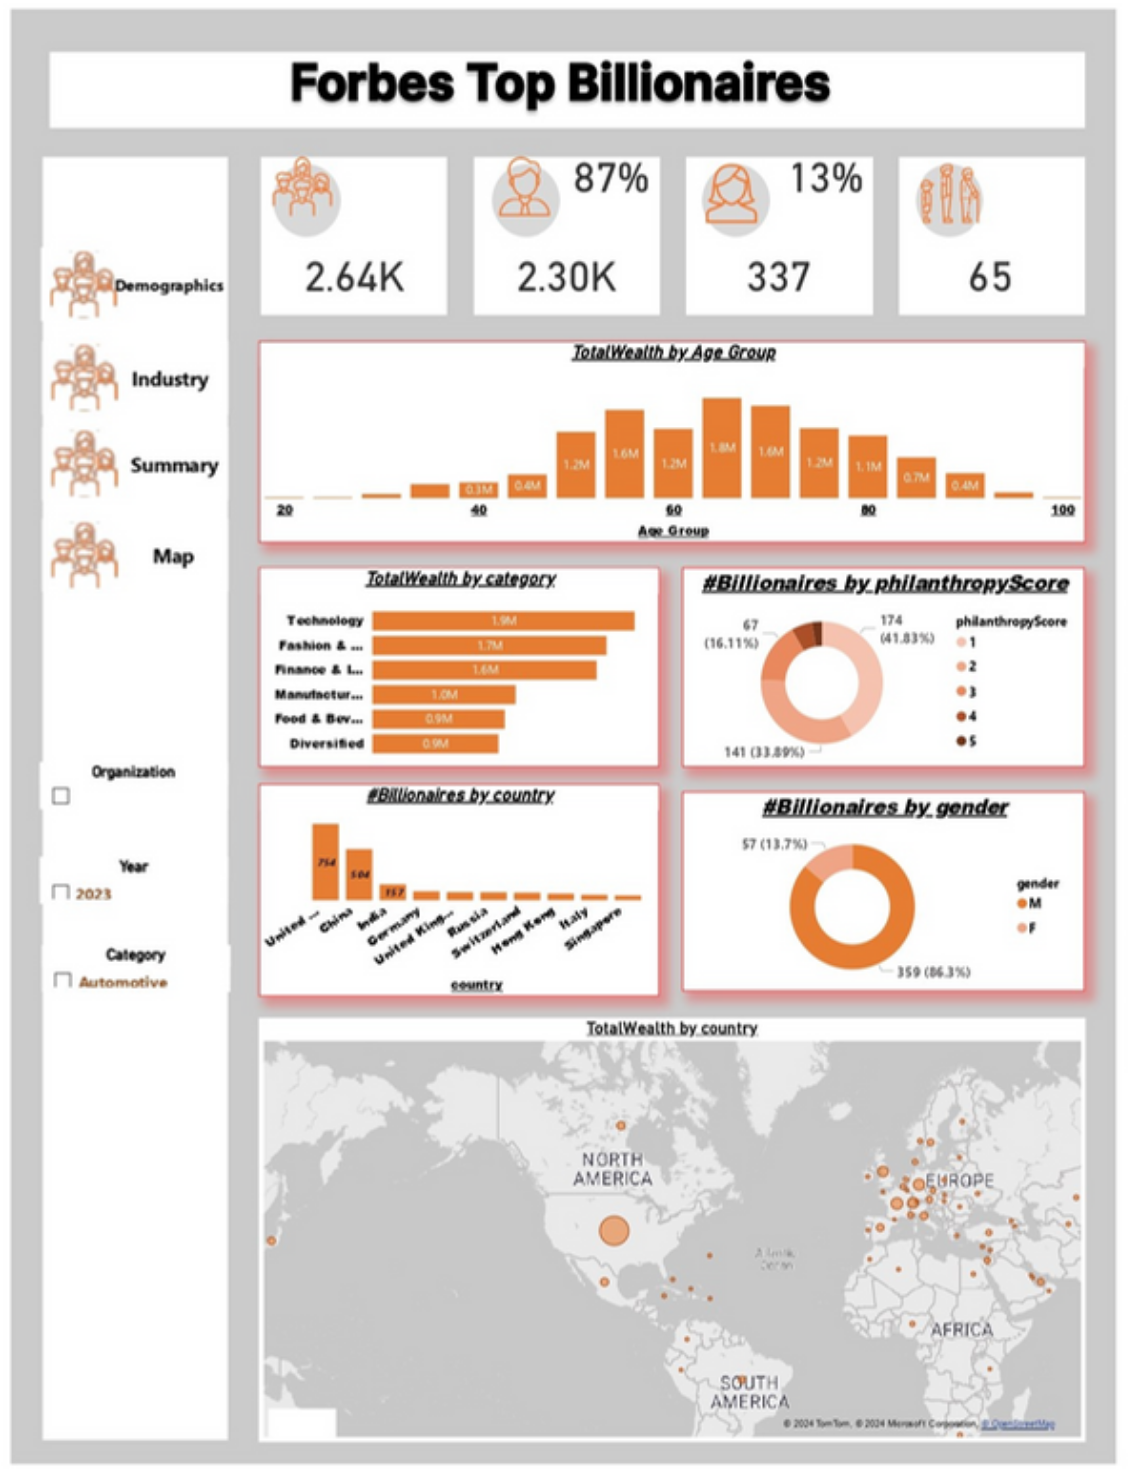 Forbes Top Billionaires
87%
13%
2.64K
2.30K
337
65
Demographics
Industry
Summary
Map
Organization
Year
2023
Category
Automotive
TotalWealth by Age Group
0.3M
0.4M
1.2M
1.6M
1.2M
1.8M
1.6M
1.2M
1.1M
0.7M
0.4M
20
40
60
80
100
Age Group
TotalWealth by category
Technology
1.9M
Fashion & ...
1.7M
Finance & I...
1.6M
Manufactur...
1.0M
Food & Bev...
0.9M
Diversified
0.9M
#Billionaires by philanthropyScore
67
(16.11%)
174
(41.83%)
141 (33.89%)
philanthropyScore
1
2
3
4
5
#Billionaires by country
754
504
157
United ...
China
India
Germany
United King...
Russia
Switzerland
Hong Kong
Italy
Singapore
country
#Billionaires by gender
57 (13.7%)
359 (86.3%)
gender
M
F
TotalWealth by country
NORTH
AMERICA
EUROPE
Atlantic
Ocean
AFRICA
SOUTH
AMERICA
© 2024 TomTom, © 2024 Microsoft Corporation, © OpenStreetMap